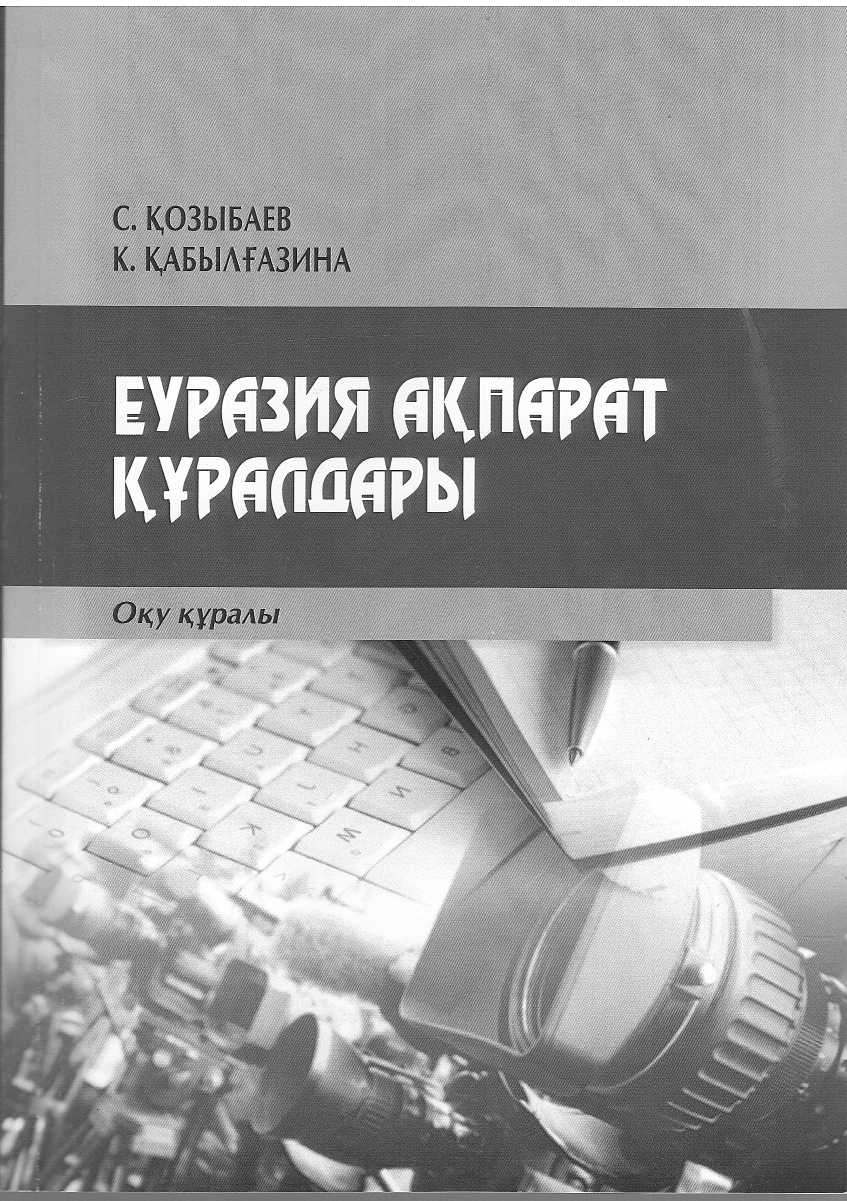 С. ҚОЗЫБАЕВ
К. ҚАБЫЛҒАЗИНА
ЕУРАЗИЯ АҚПАРАТ
ҚҰРАЛДАРЫ
Оқу құралы